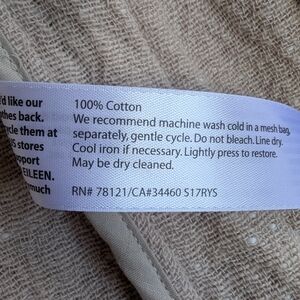 'd like our
thes back.
cle them at
stores
pport
EILEEN.
much
100% Cotton
We recommend machine wash cold in a mesh bag,
separately, gentle cycle. Do not bleach. Line dry.
Cool iron if necessary. Lightly press to restore.
May be dry cleaned.
RN# 78121/CA#34460 S17RYS